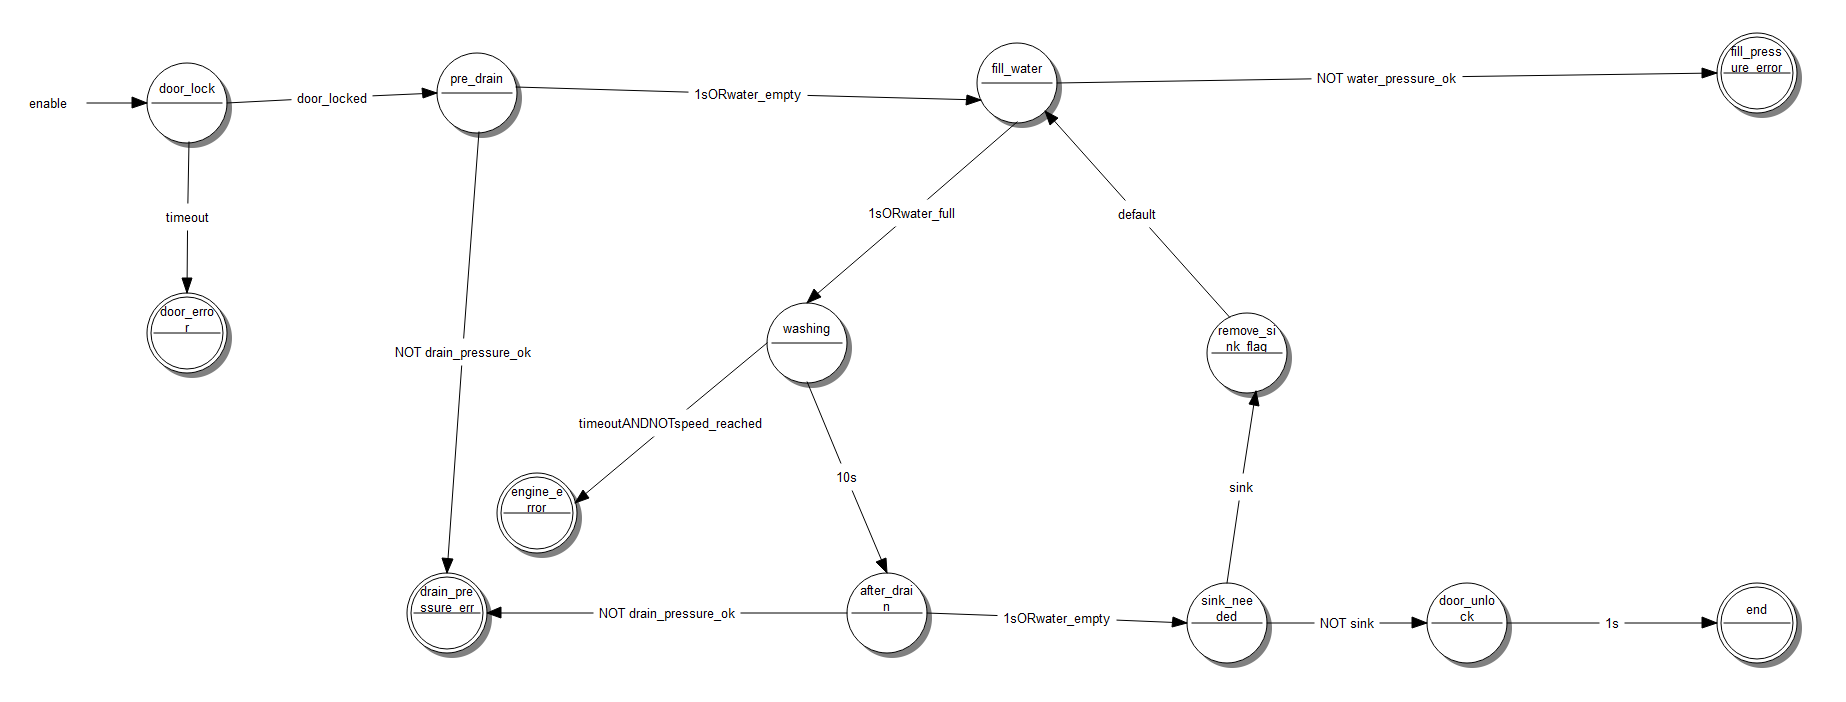 fill_press
ure_error
fill_water
pre_drain
NOT water_pressure_ok
door_lock
1sORwater_empty
door_locked
enable
1sORwater_full
default
timeout
door_erro
r
washing
remove_si
nk_flag
NOT drain_pressure_ok
timeoutANDNOTspeed_reached
10s
sink
engine_e
rror
drain_pre
ssure_err
after_drai
n
sink_nee
ded
door_unlo
ck
end
NOT drain_pressure_ok
1sORwater_empty
NOT sink
1s